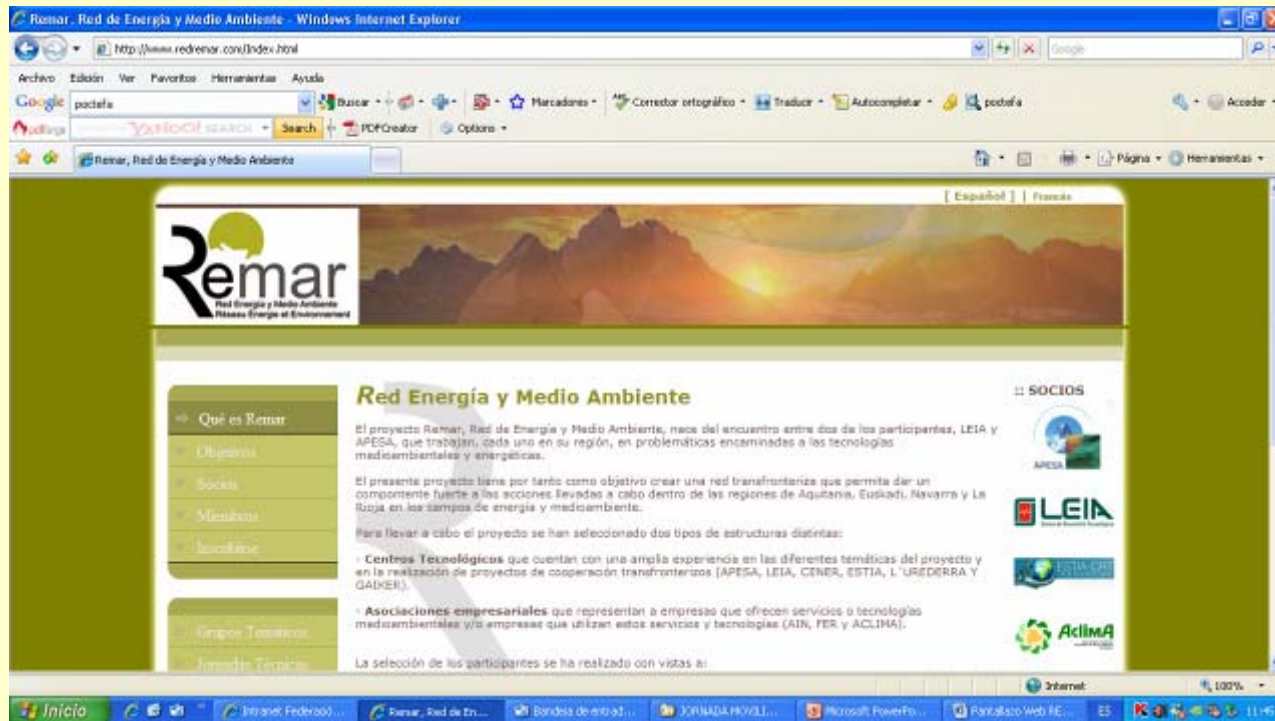 Remar, Red de Energía y Medio Ambiente - Windows Internet Explorer
http://www.redremar.com/Index.html
Google
Archivo Edición Ver Favoritos Herramientas Ayuda
Google poctefa Buscar Marcadores Corrector ortográfico Traducir Autocompletar poctefa Acceder
YAHOO! SEARCH Search PDFCreator Options
Remar, Red de Energía y Medio Ambiente Página Herramientas
[ Español ] | Francés
Remar
Red Energía y Medio Ambiente
Réseau Energie et Environnement
Red Energía y Medio Ambiente
:: SOCIOS
Qué es Remar
Objetivos
Socios
Miembros
Inscribirse
Grupos Temáticos
Jornadas Técnicas
El proyecto Remar, Red de Energía y Medio Ambiente, nace del encuentro entre dos de los participantes, LEIA y
APESA, que trabajan, cada uno en su región, en problemáticas encaminadas a las tecnologías
medioambientales y energéticas.
El presente proyecto tiene por tanto como objetivo crear una red transfronteriza que permita dar un
componente fuerte a las acciones llevadas a cabo dentro de las regiones de Aquitania, Euskadi, Navarra y La
Rioja en los campos de energía y medioambiente.
Para llevar a cabo el proyecto se han seleccionado dos tipos de estructuras distintas:
- Centros Tecnológicos que cuentan con una amplia experiencia en las diferentes temáticas del proyecto y
en la realización de proyectos de cooperación transfronterizos (APESA, LEIA, CENER, ESTIA, L´UREDERRA Y
GAIKER).
- Asociaciones empresariales que representan a empresas que ofrecen servicios o tecnologías
medioambientales y/o empresas que utilizan estos servicios y tecnologías (AIN, FER y ACLIMA).
La selección de los participantes se ha realizado con vistas a:
APESA
LEIA
AclimA
Internet 100%
Inicio Intranet Federaci... Remar, Red de En... Bandeja de entrad... JORNADA MOVILI... Microsoft PowerPo... Pantallazo Web RE... ES 11:45